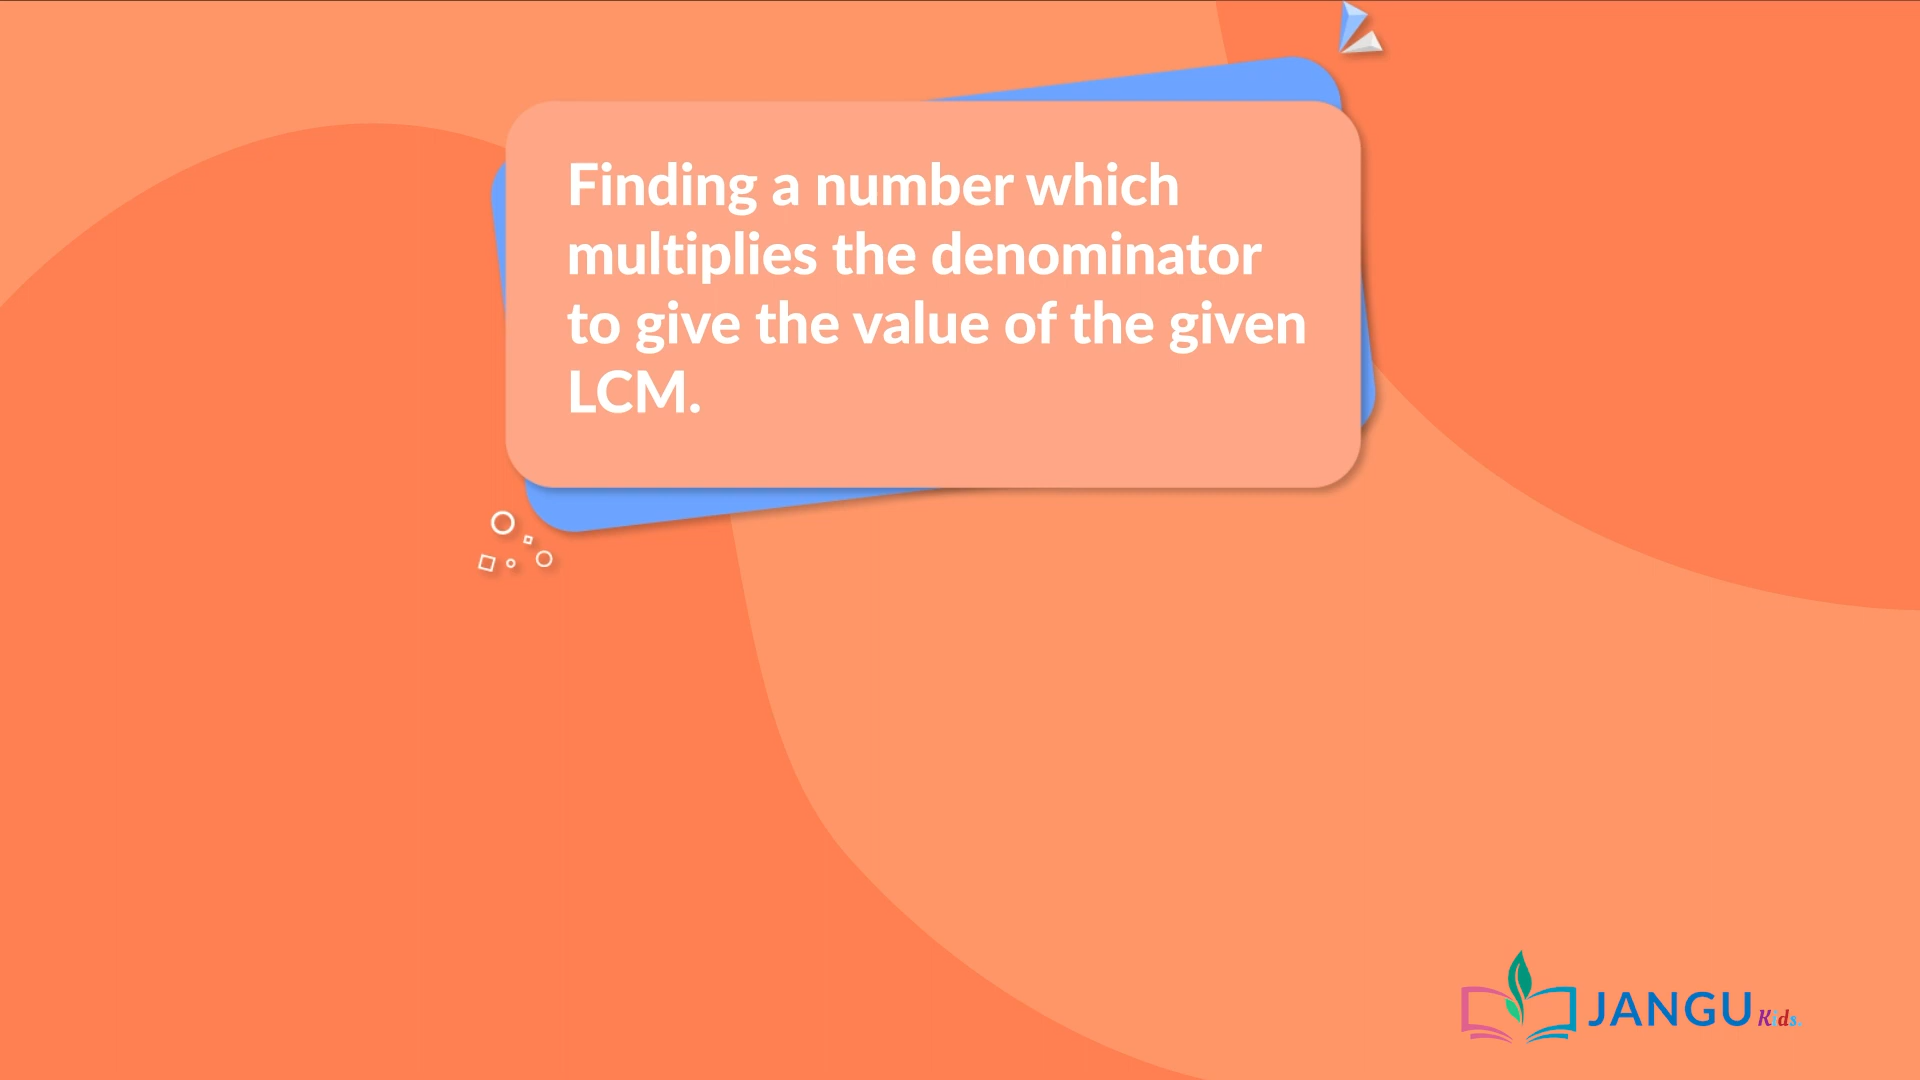 Finding a number which
multiplies the denominator
to give the value of the given
LCM.
JANGU Kids